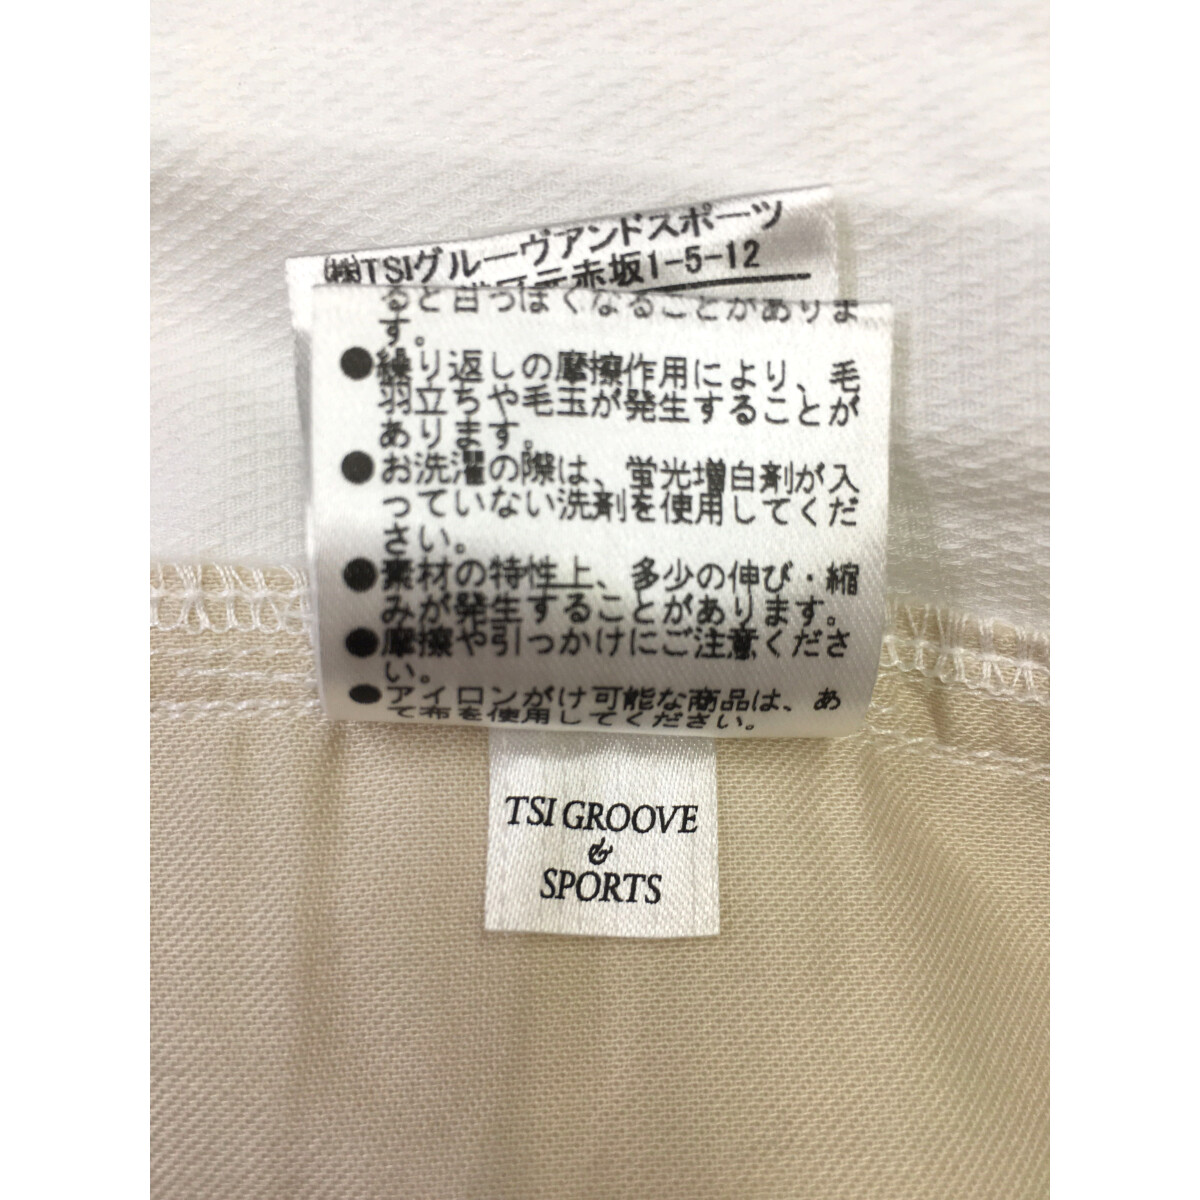 ㈱TSIグルーヴアンドスポーツ
区元赤坂1-5-12
ると白っぽくなることがありま
す。
●繰り返しの摩擦作用により、毛
羽立ちや毛玉が発生することが
あります。
●お洗濯の際は、蛍光増白剤が入
っていない洗剤を使用してくだ
さい。
●素材の特性上、多少の伸び・縮
みが発生することがあります。
●摩擦や引っかけにご注意くださ
い。
●アイロンがけ可能な商品は、あ
て布を使用してください。
TSI GROOVE
&
SPORTS